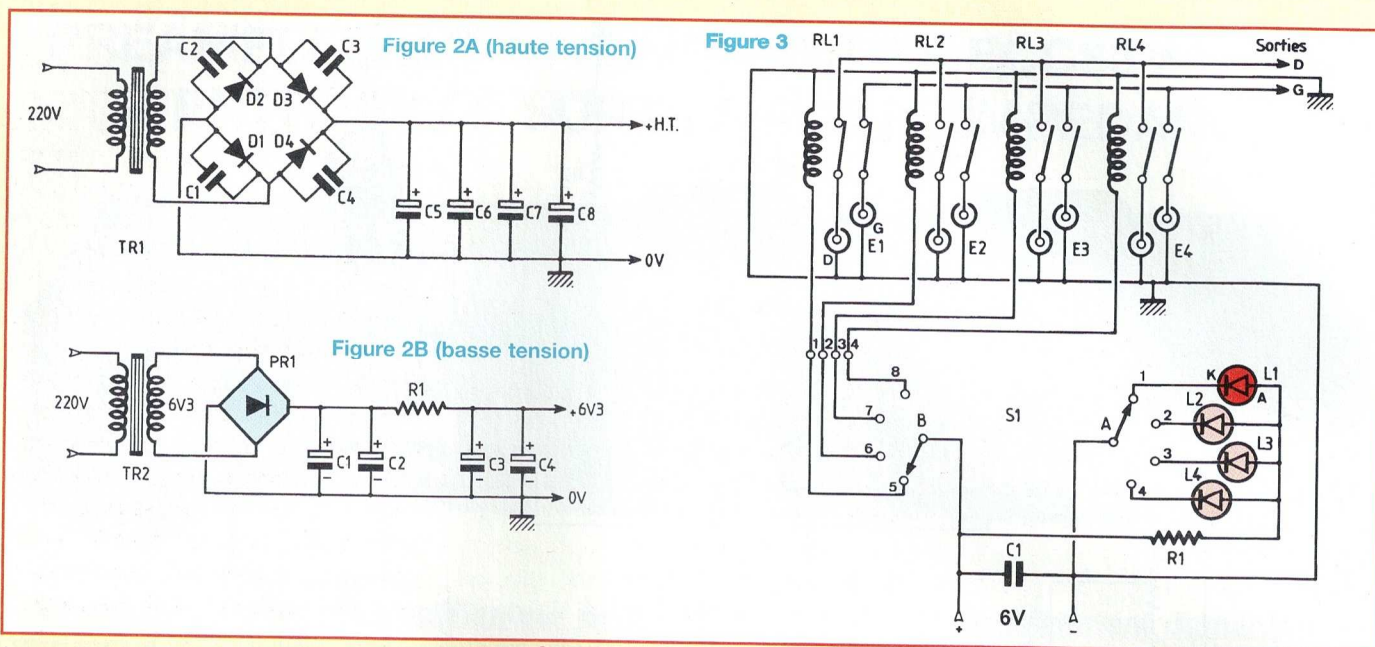 Figure 2A (haute tension)
C2
C3
D2 D3
220V
D1 D4
C1
C4
TR1
+H.T.
C5
C6
C7
C8
0V
Figure 2B (basse tension)
PR1
220V
6V3
TR2
R1
+6V3
+
+
+
+
C1
C2
C3
C4
-
-
-
-
0V
Figure 3
RL1
RL2
RL3
RL4
Sorties
D
G
G
D
E1
E2
E3
E4
1 2 3 4
8
7
6
5
B
S1
A
1
2
3
4
K
A
L1
L2
L3
L4
R1
C1
+
6V
-